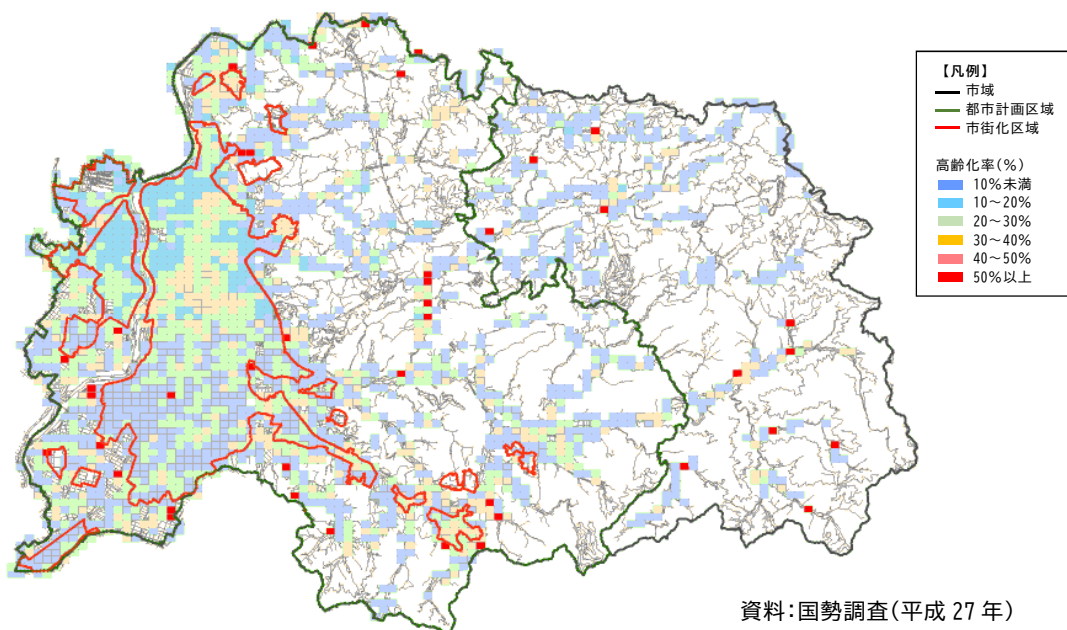 【凡例】
市域
都市計画区域
市街化区域
高齢化率(%)
10%未満
10～20%
20～30%
30～40%
40～50%
50%以上
資料:国勢調査(平成 27 年)